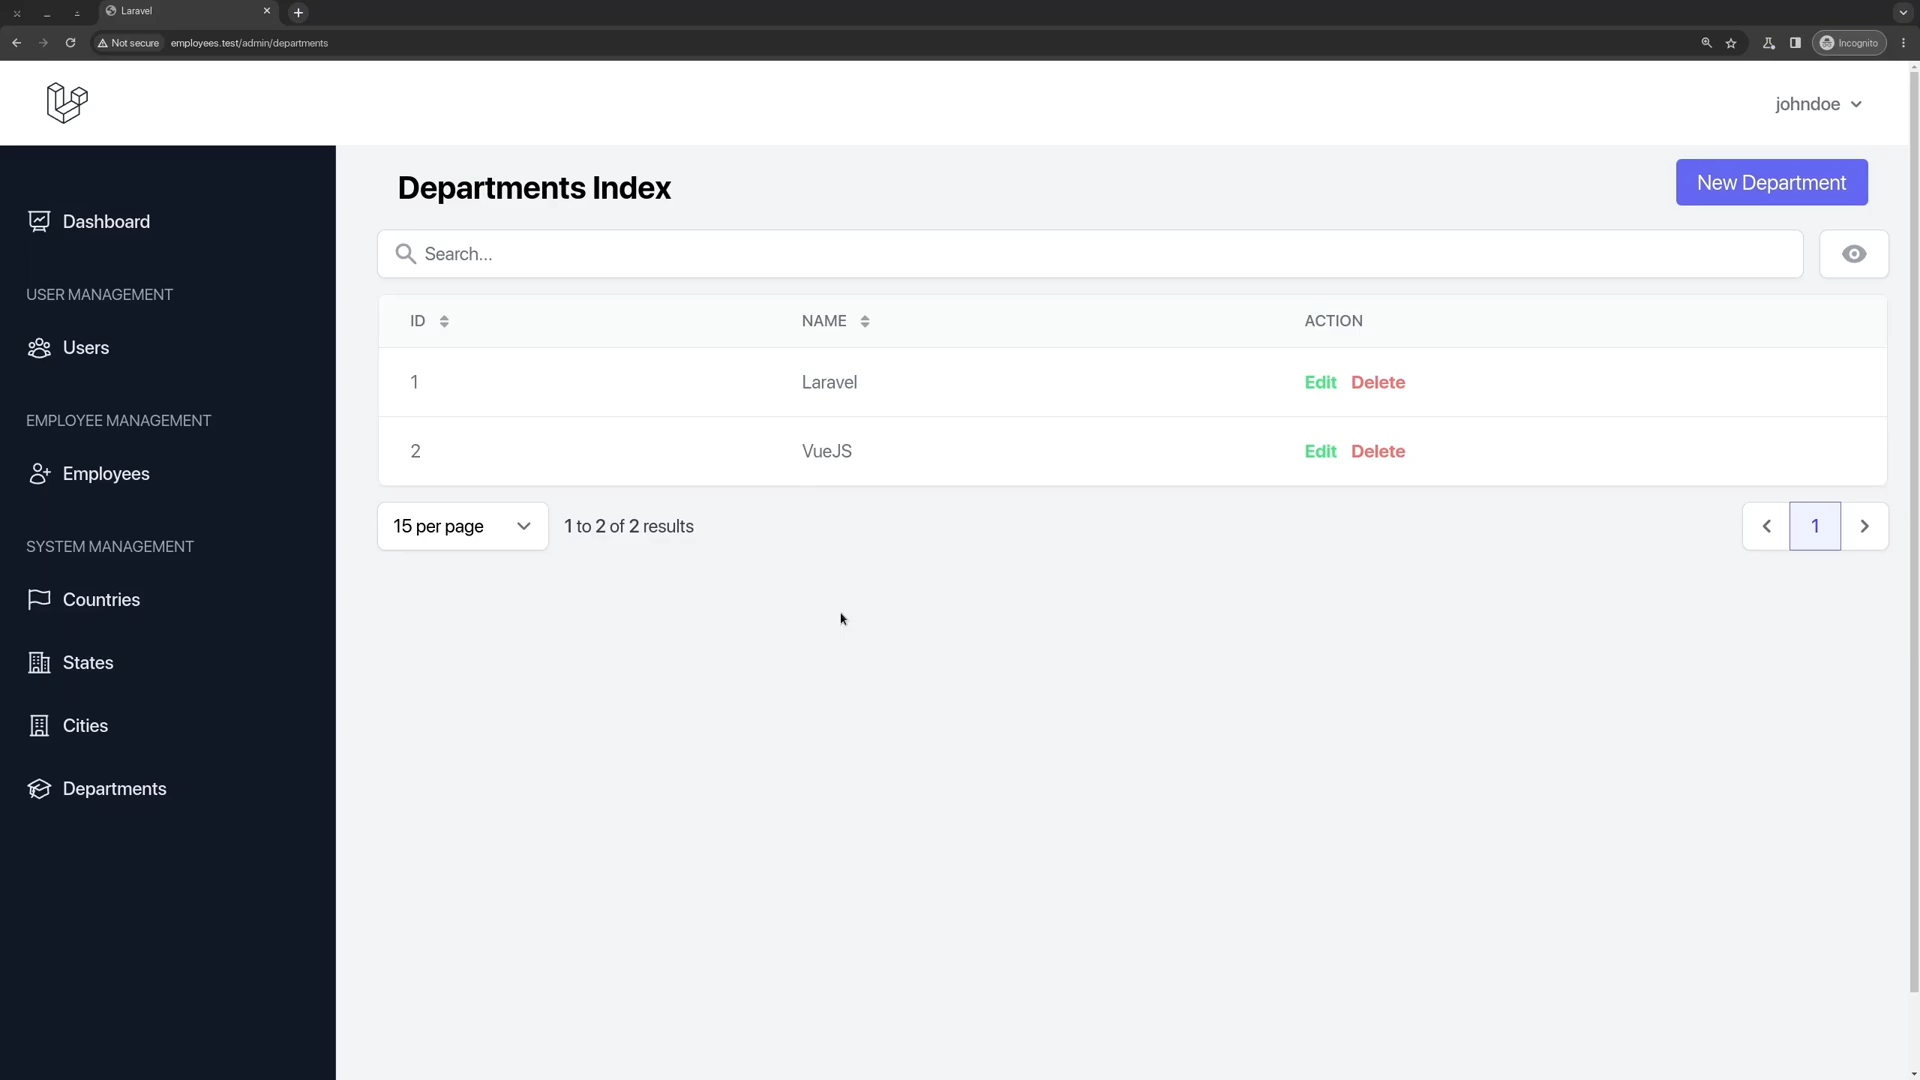 Laravel
Not secure employees.test/admin/departments Incognito
johndoe
Departments Index New Department
Dashboard
Search...
USER MANAGEMENT
ID NAME ACTION
Users
1 Laravel Edit Delete
EMPLOYEE MANAGEMENT
2 VueJS Edit Delete
Employees
15 per page 1 to 2 of 2 results 1
SYSTEM MANAGEMENT
Countries
States
Cities
Departments